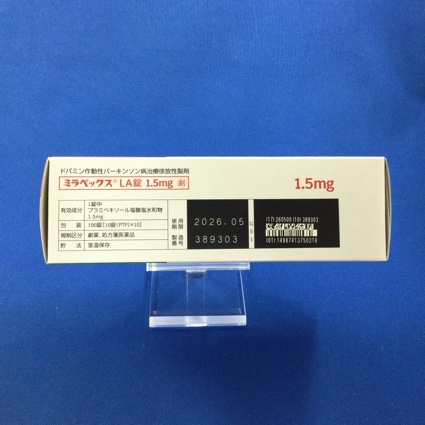 ドパミン作動性パーキンソン病治療徐放性製剤
ミラペックス® LA錠 1.5mg 劇
1.5mg
有効成分 1錠中
プラミペキソール塩酸塩水和物
1.5mg
包装 100錠[10錠(PTP)×10]
規制区分 劇薬、処方箋医薬品
貯法 室温保存
使用期限 2026.05
製造番号 389303
(17)260500(10)389303
(01)14987413750216